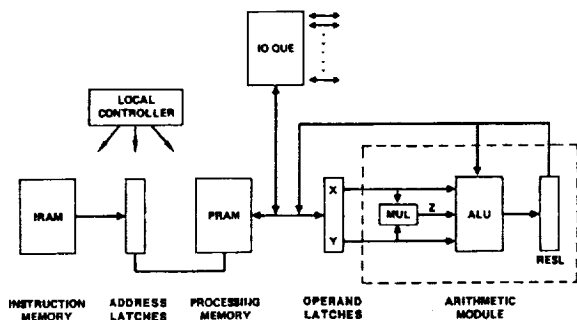 IO QUE
LOCAL
CONTROLLER
IRAM
PRAM
X
Y
MUL
Z
ALU
RESL
INSTRUCTION
MEMORY
ADDRESS
LATCHES
PROCESSING
MEMORY
OPERAND
LATCHES
ARITHMETIC
MODULE